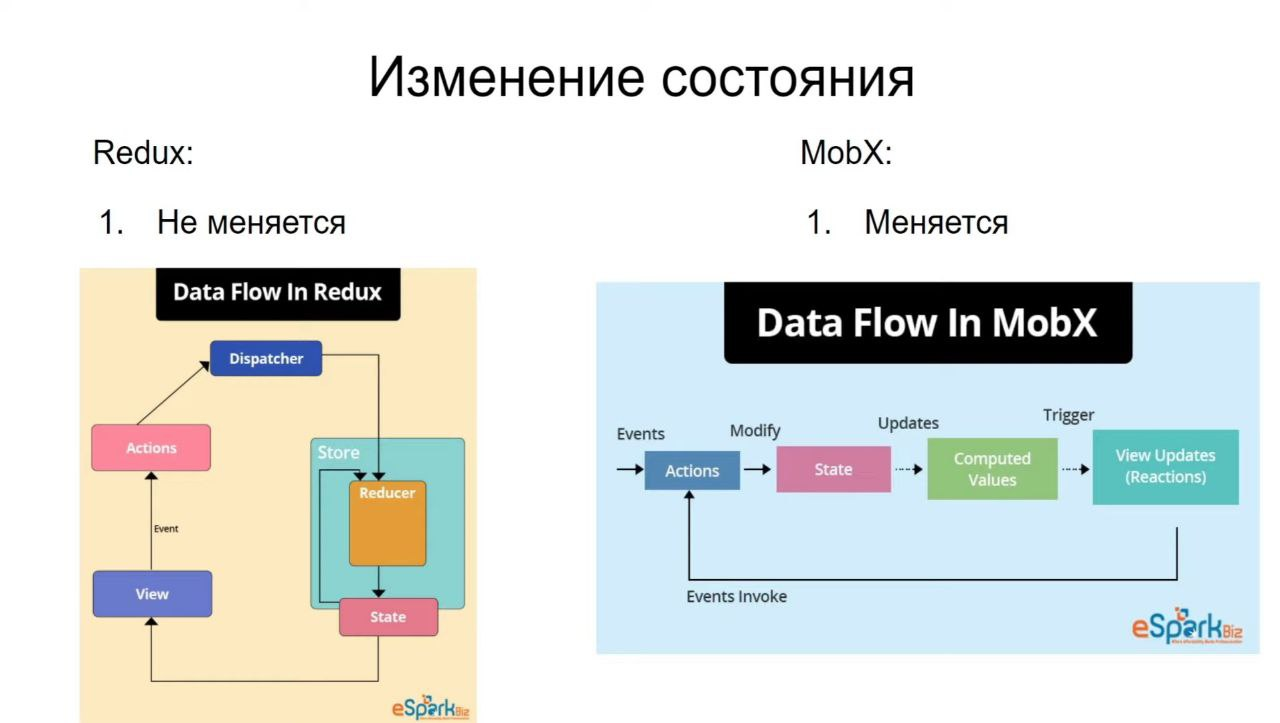 Изменение состояния
Redux:
1. Не меняется
Data Flow In Redux
Dispatcher
Actions
Store
Reducer
Event
View
State
eSparkBiz
MobX:
1. Меняется
Data Flow In MobX
Events
Modify
Updates
Trigger
Actions
State
Computed
Values
View Updates
(Reactions)
Events Invoke
eSparkBiz